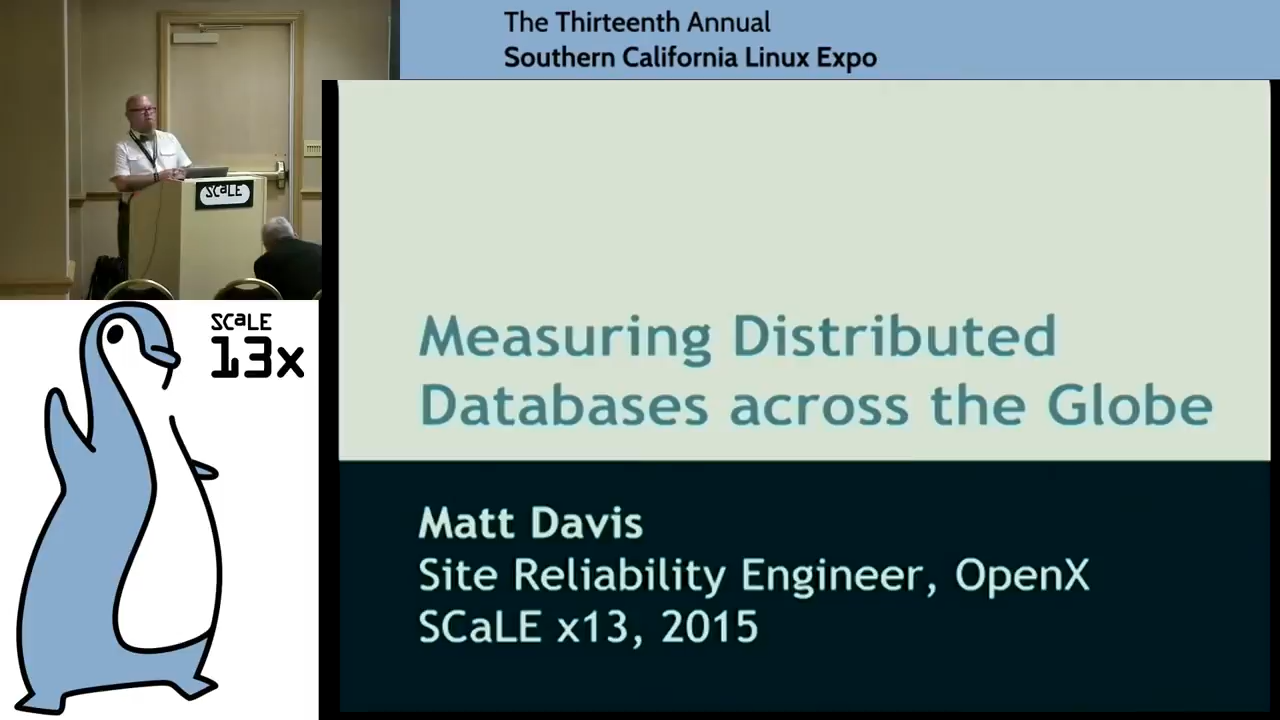 The Thirteenth Annual
Southern California Linux Expo
SCaLE
SCaLE
13x
Measuring Distributed
Databases across the Globe
Matt Davis
Site Reliability Engineer, OpenX
SCaLE x13, 2015